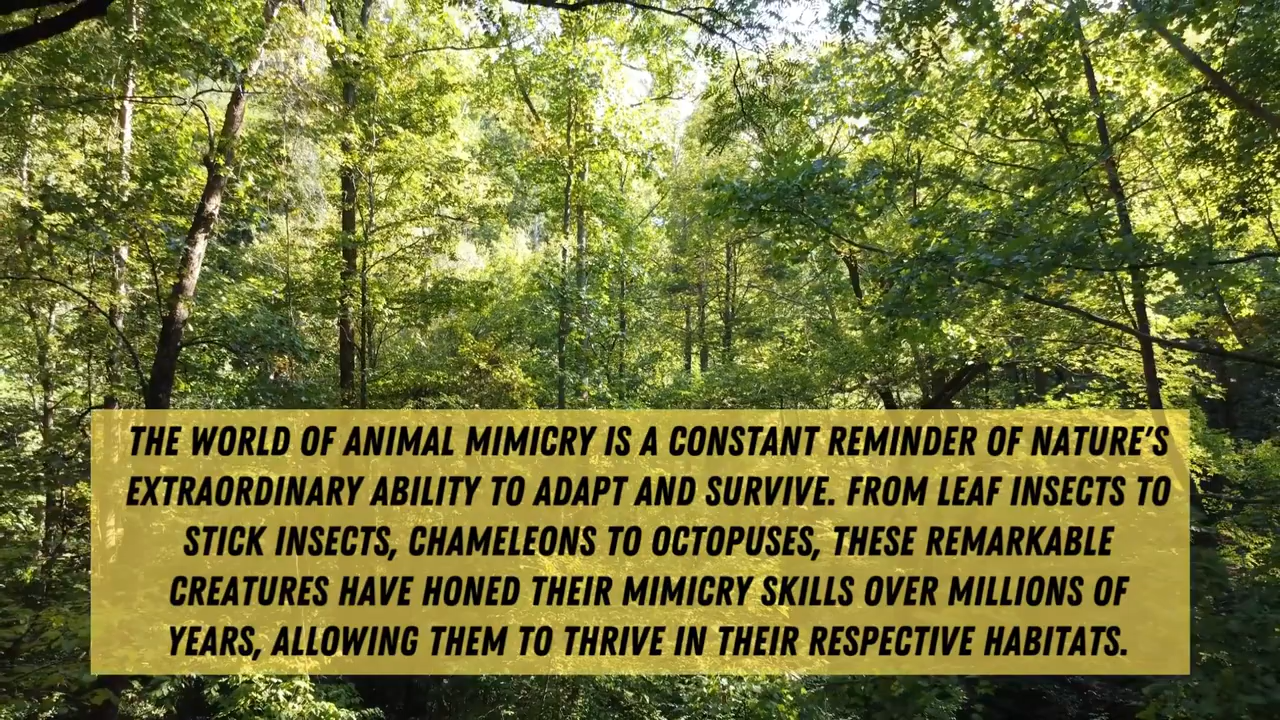 THE WORLD OF ANIMAL MIMICRY IS A CONSTANT REMINDER OF NATURE'S
EXTRAORDINARY ABILITY TO ADAPT AND SURVIVE. FROM LEAF INSECTS TO
STICK INSECTS, CHAMELEONS TO OCTOPUSES, THESE REMARKABLE
CREATURES HAVE HONED THEIR MIMICRY SKILLS OVER MILLIONS OF
YEARS, ALLOWING THEM TO THRIVE IN THEIR RESPECTIVE HABITATS.